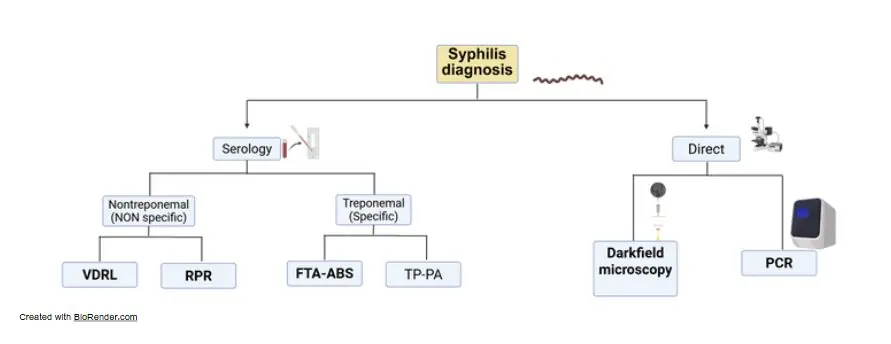 Syphilis
diagnosis
Serology
Direct
Nontreponemal
(NON specific)
Treponemal
(Specific)
VDRL
RPR
FTA-ABS
TP-PA
Darkfield
microscopy
PCR
Created with BioRender.com